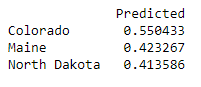 Predicted
Colorado 0.550433
Maine 0.423267
North Dakota 0.413586